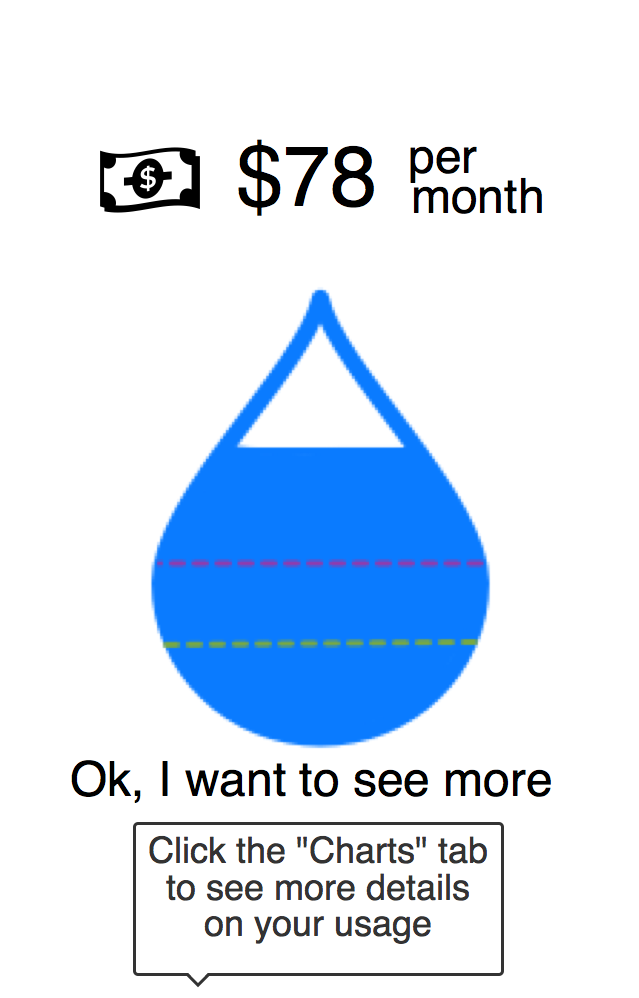 $78 per
month
Ok, I want to see more
Click the "Charts" tab
to see more details
on your usage